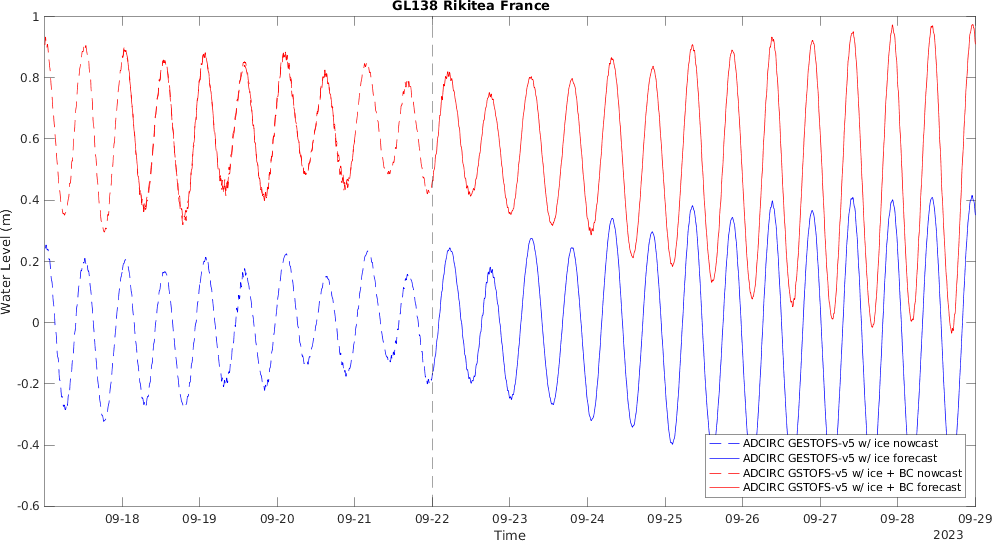 GL138 Rikitea France
Water Level (m)
1
0.8
0.6
0.4
0.2
0
-0.2
-0.4
-0.6
ADCIRC GESTOFS-v5 w/ ice nowcast
ADCIRC GESTOFS-v5 w/ ice forecast
ADCIRC GSTOFS-v5 w/ ice + BC nowcast
ADCIRC GSTOFS-v5 w/ ice + BC forecast
09-18 09-19 09-20 09-21 09-22 09-23 09-24 09-25 09-26 09-27 09-28 09-29
Time
2023